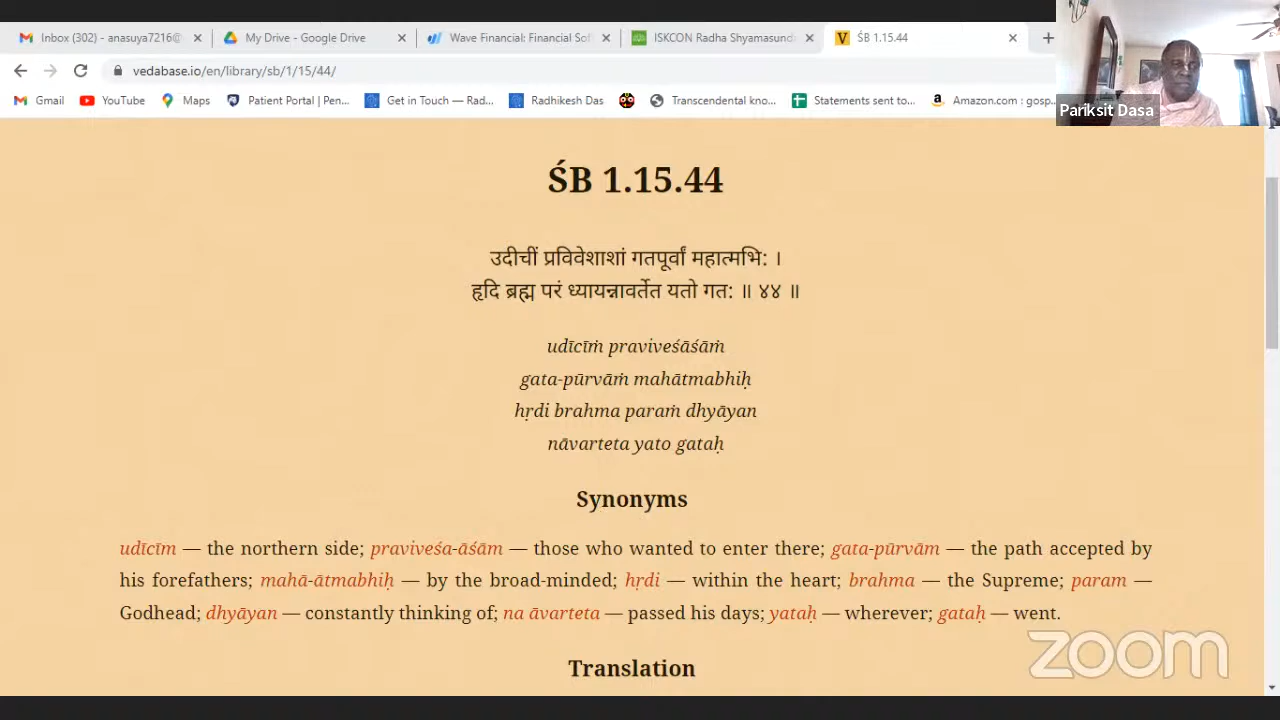 Inbox (302) - anasuya7216@
My Drive - Google Drive
Wave Financial: Financial Sof
ISKCON Radha Shyamasund
V ŚB 1.15.44
vedabase.io/en/library/sb/1/15/44/
Gmail
YouTube
Maps
Patient Portal | Pen...
Get in Touch — Rad...
Radhikesh Das
Transcendental kno...
Statements sent to...
Amazon.com : gosp...
Pariksit Dasa
ŚB 1.15.44
उदीचीं प्रविवेशाशां गतपूर्वां महात्मभि: ।
हृदि ब्रह्म परं ध्यायन्नावर्तेत यतो गत: ॥ ४४ ॥
udīcīṁ praviveśāśāṁ
gata-pūrvāṁ mahātmabhiḥ
hṛdi brahma paraṁ dhyāyan
nāvarteta yato gataḥ
Synonyms
udīcīm — the northern side; praviveśa-āśām — those who wanted to enter there; gata-pūrvām — the path accepted by
his forefathers; mahā-ātmabhiḥ — by the broad-minded; hṛdi — within the heart; brahma — the Supreme; param —
Godhead; dhyāyan — constantly thinking of; na āvarteta — passed his days; yataḥ — wherever; gataḥ — went.
zoom
Translation